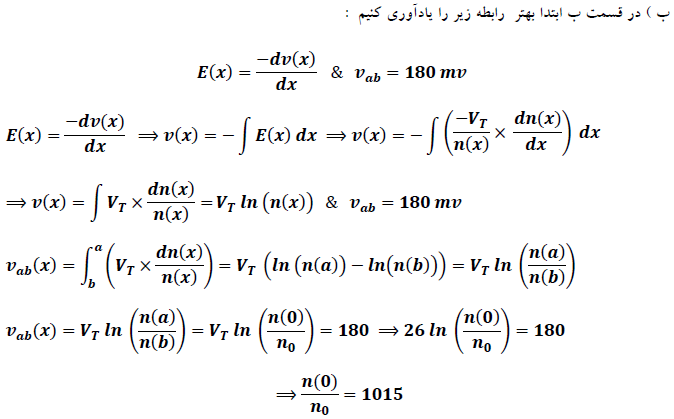 ب ) در قسمت ب ابتدا بهتر رابطه زیر را یادآوری کنیم :
E(x) = -dv(x)/dx & v_ab = 180 mv
E(x) = -dv(x)/dx ⟹ v(x) = -∫ E(x) dx ⟹ v(x) = -∫ (-V_T/n(x) × dn(x)/dx) dx
⟹ v(x) = ∫ V_T × dn(x)/n(x) = V_T ln (n(x)) & v_ab = 180 mv
v_ab(x) = ∫_b^a (V_T × dn(x)/n(x)) = V_T (ln (n(a)) − ln(n(b))) = V_T ln (n(a)/n(b))
v_ab(x) = V_T ln (n(a)/n(b)) = V_T ln (n(0)/n_0) = 180 ⟹ 26 ln (n(0)/n_0) = 180
⟹ n(0)/n_0 = 1015